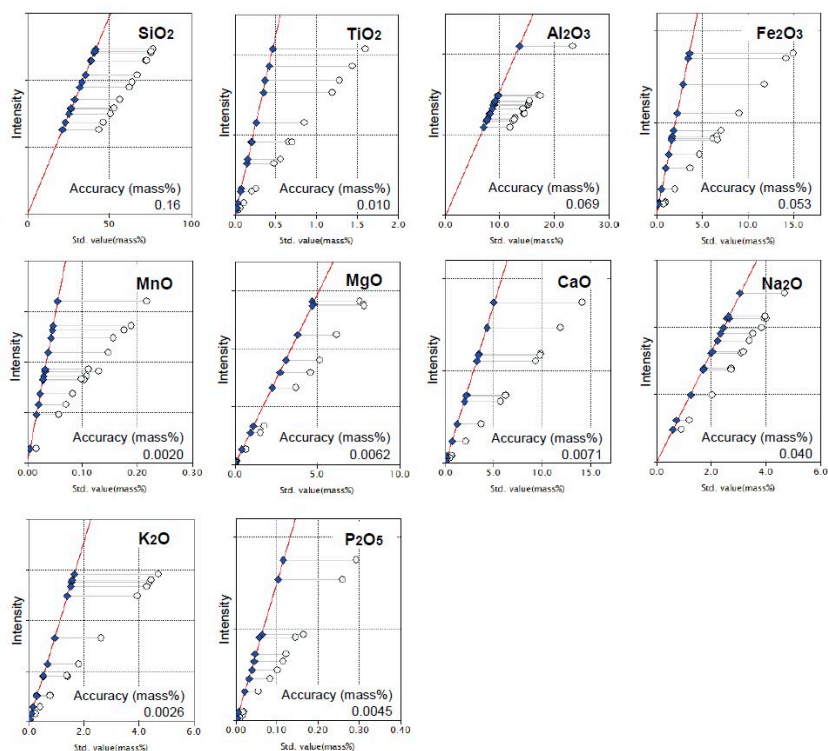 SiO2
Intensity
Accuracy (mass%)
0.16
0 50 100
Std. value(mass%)
TiO2
Intensity
Accuracy (mass%)
0.010
0.0 1.0 2.0
Std. value(mass%)
Al2O3
Intensity
Accuracy (mass%)
0.069
0.0 10.0 20.0 30.0
Std. value(mass%)
Fe2O3
Intensity
Accuracy (mass%)
0.053
0.0 5.0 10.0 15.0
Std. value(mass%)
MnO
Intensity
Accuracy (mass%)
0.0020
0.00 0.10 0.20 0.30
Std. value(mass%)
MgO
Intensity
Accuracy (mass%)
0.0062
0.0 5.0 10.0
Std. value(mass%)
CaO
Intensity
Accuracy (mass%)
0.0071
0.0 5.0 10.0 15.0
Std. value(mass%)
Na2O
Intensity
Accuracy (mass%)
0.040
0.0 2.0 4.0 6.0
Std. value(mass%)
K2O
Intensity
Accuracy (mass%)
0.0026
0.0 2.0 4.0 6.0
Std. value(mass%)
P2O5
Intensity
Accuracy (mass%)
0.0045
0.00 0.10 0.20 0.30 0.40
Std. value(mass%)